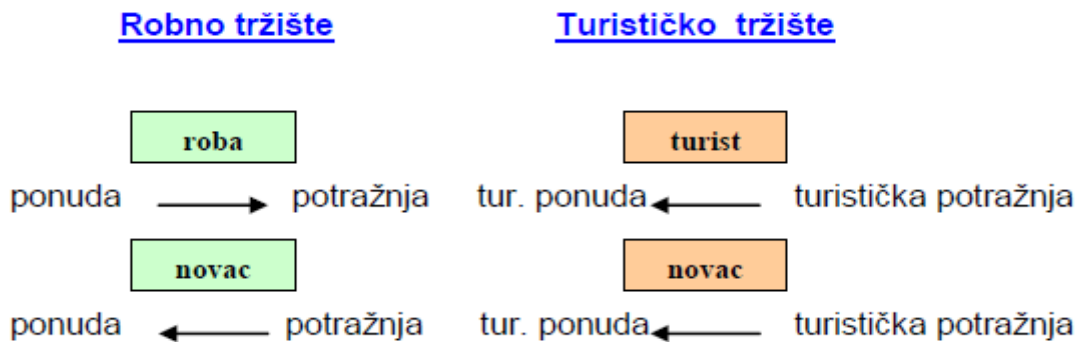 Robno tržište Turističko tržište
roba turist
ponuda potražnja tur. ponuda turistička potražnja
novac novac
ponuda potražnja tur. ponuda turistička potražnja